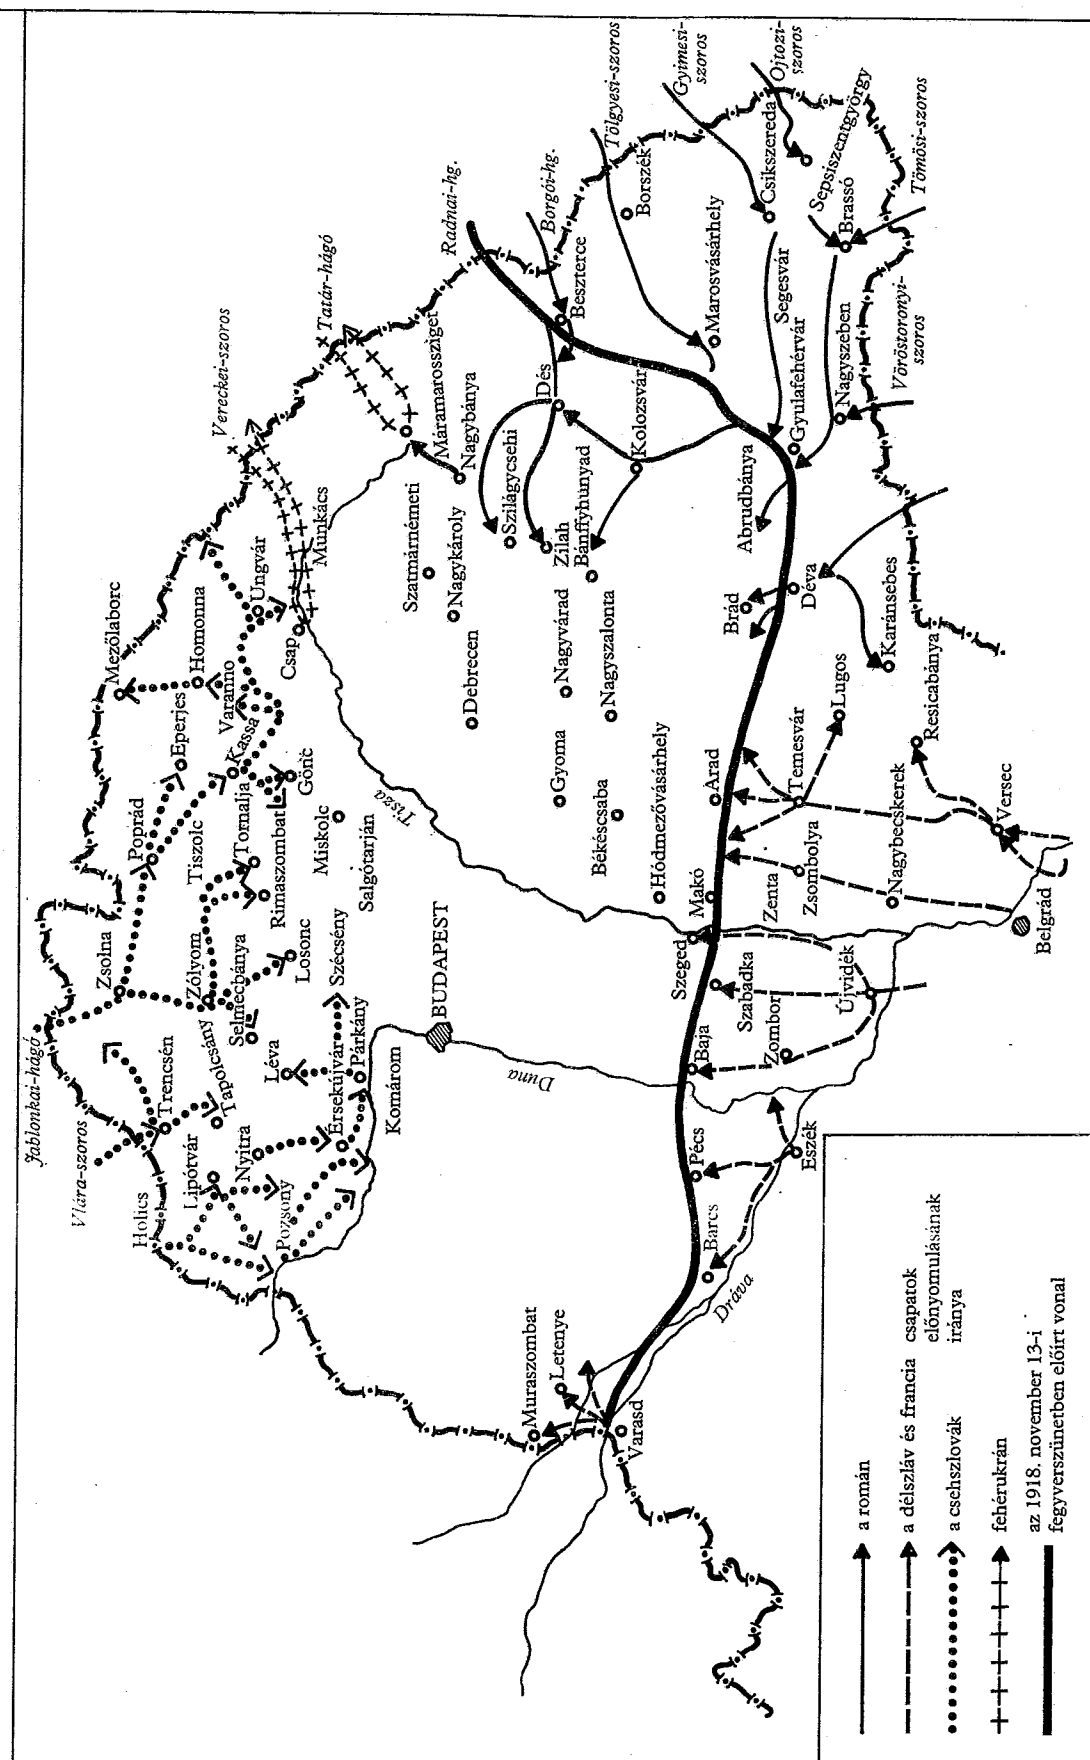 Jablonkai-hágó
Vlára-szoros
Holics
Trencsén
Lipótvár
Tapolcsány
Nyitra
Pozsony
Zsolna
Zólyom
Selmecbánya
Léva
Érsekújvár
Párkány
Komárom
Losonc
Szécsény
BUDAPEST
Duna
Poprád
Eperjes
Tiszolc
Kassa
Tornalja
Rimaszombat
Gönc
Miskolc
Salgótarján
Mezőlaborc
Homonna
Varanno
Ungvár
Csap
Munkács
Vereckei-szoros
Tatár-hágó
Máramarossziget
Nagybánya
Szatmárnémeti
Nagykároly
Debrecen
Tisza
Radnai-hg.
Borgói-hg.
Tölgyesi-szoros
Gyimesi-
szoros
Ojtozi-
szoros
Tömösi-szoros
Vöröstoronyi-
szoros
Beszterce
Borszék
Dés
Szilágycsehi
Zilah
Bánffyhunyad
Kolozsvár
Marosvásárhely
Csikszereda
Sepsiszentgyörgy
Brassó
Segesvár
Nagyszeben
Gyulafehérvár
Abrudbánya
Brád
Déva
Karánsebes
Lugos
Resicabánya
Nagyvárad
Nagyszalonta
Gyoma
Békéscsaba
Hódmezővásárhely
Arad
Makó
Temesvár
Zenta
Zsombolya
Nagybecskerek
Versec
Belgrád
Szeged
Szabadka
Zombor
Újvidék
Baja
Pécs
Eszék
Barcs
Dráva
Muraszombat
Letenye
Varasd
a román
a délszláv és francia
a csehszlovák
fehérukrán
csapatok
előnyomulásának
iránya
az 1918. november 13-i
fegyverszünetben előirt vonal